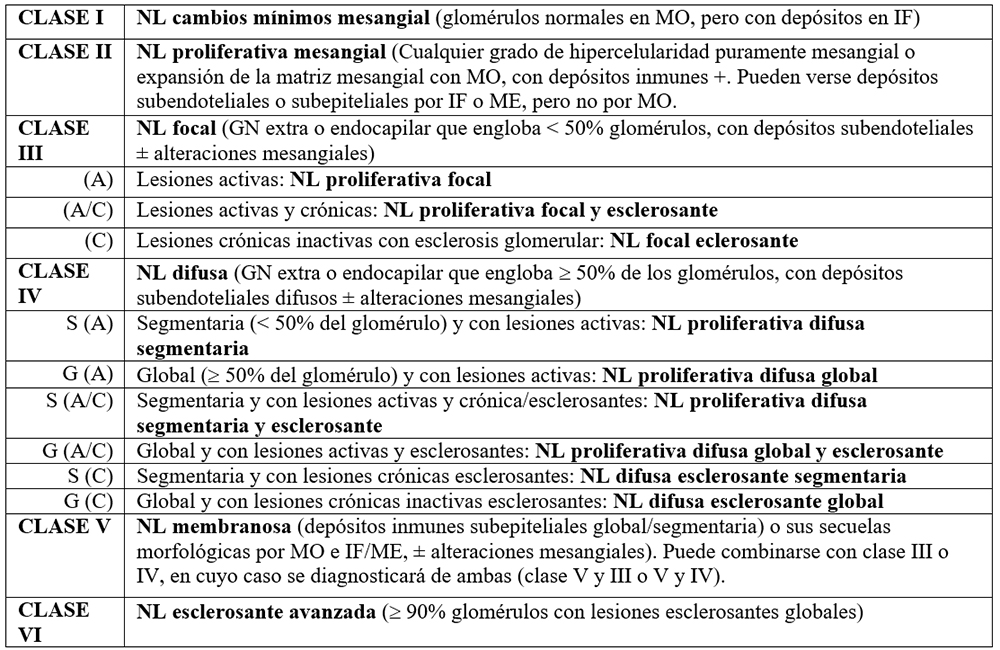 CLASE I NL cambios mínimos mesangial (glomérulos normales en MO, pero con depósitos en IF)
CLASE II NL proliferativa mesangial (Cualquier grado de hipercelularidad puramente mesangial o
expansión de la matriz mesangial con MO, con depósitos inmunes +. Pueden verse depósitos
subendoteliales o subepiteliales por IF o ME, pero no por MO.
CLASE NL focal (GN extra o endocapilar que engloba < 50% glomérulos, con depósitos subendoteliales
III ± alteraciones mesangiales)
(A) Lesiones activas: NL proliferativa focal
(A/C) Lesiones activas y crónicas: NL proliferativa focal y esclerosante
(C) Lesiones crónicas inactivas con esclerosis glomerular: NL focal eclerosante
CLASE NL difusa (GN extra o endocapilar que engloba ≥ 50% de los glomérulos, con depósitos
IV subendoteliales difusos ± alteraciones mesangiales)
S (A) Segmentaria (< 50% del glomérulo) y con lesiones activas: NL proliferativa difusa
segmentaria
G (A) Global (≥ 50% del glomérulo) y con lesiones activas: NL proliferativa difusa global
S (A/C) Segmentaria y con lesiones activas y crónica/esclerosantes: NL proliferativa difusa
segmentaria y esclerosante
G (A/C) Global y con lesiones activas y esclerosantes: NL proliferativa difusa global y esclerosante
S (C) Segmentaria y con lesiones crónicas esclerosantes: NL difusa esclerosante segmentaria
G (C) Global y con lesiones crónicas inactivas esclerosantes: NL difusa esclerosante global
CLASE V NL membranosa (depósitos inmunes subepiteliales global/segmentaria) o sus secuelas
morfológicas por MO e IF/ME, ± alteraciones mesangiales). Puede combinarse con clase III o
IV, en cuyo caso se diagnosticará de ambas (clase V y III o V y IV).
CLASE NL esclerosante avanzada (≥ 90% glomérulos con lesiones esclerosantes globales)
VI